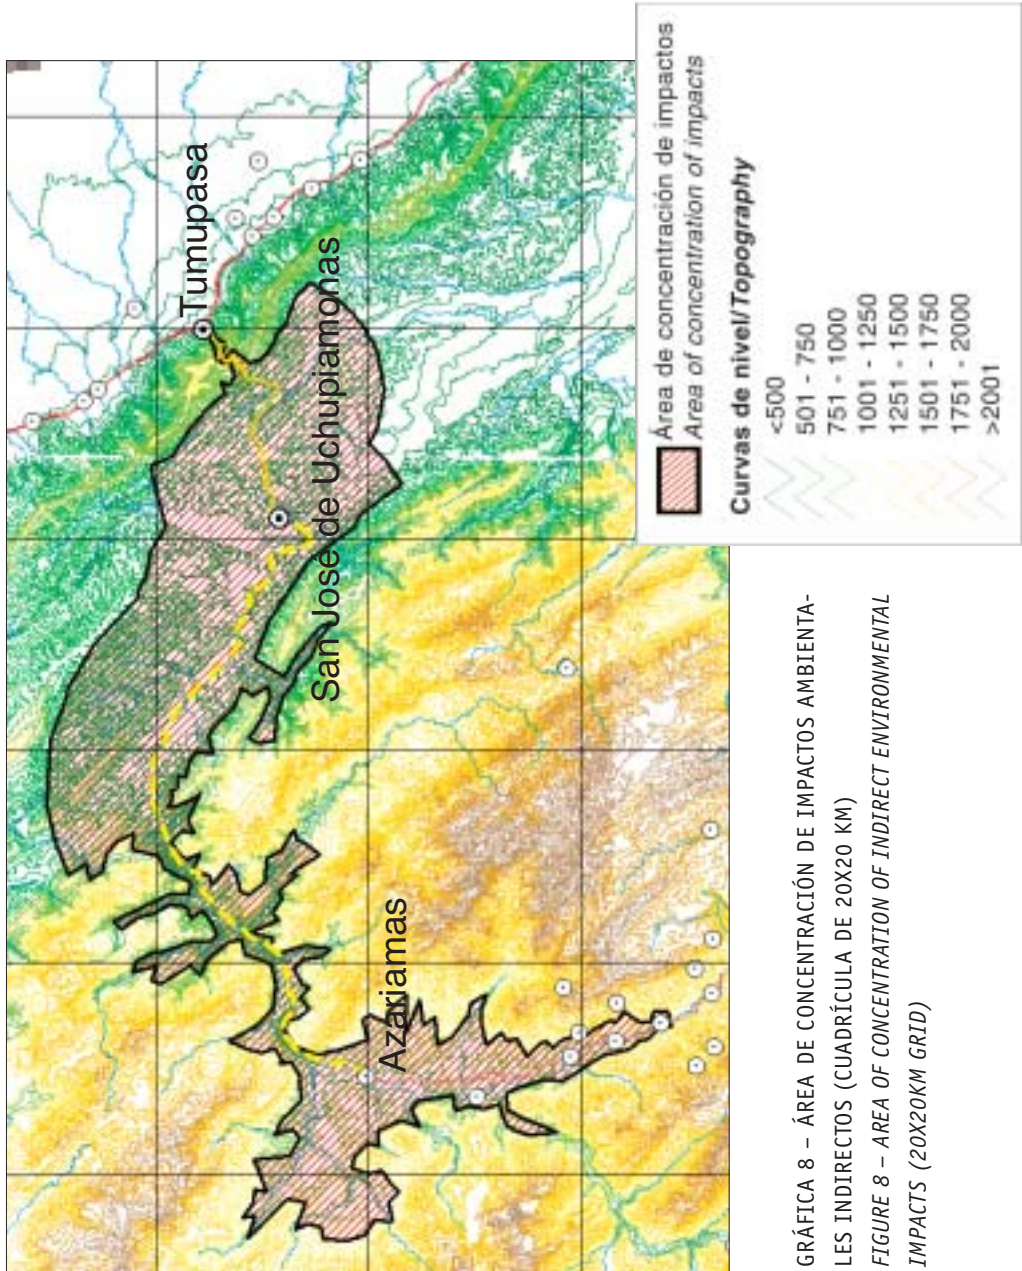 Tumupasa
San José de Uchupiamonas
Azariamas
Área de concentración de impactos
Area of concentration of impacts
Curvas de nivel/Topography
<500
501 - 750
751 - 1000
1001 - 1250
1251 - 1500
1501 - 1750
1751 - 2000
>2001
GRÁFICA 8 – ÁREA DE CONCENTRACIÓN DE IMPACTOS AMBIENTA-
LES INDIRECTOS (CUADRÍCULA DE 20X20 KM)
FIGURE 8 – AREA OF CONCENTRATION OF INDIRECT ENVIRONMENTAL
IMPACTS (20X20KM GRID)